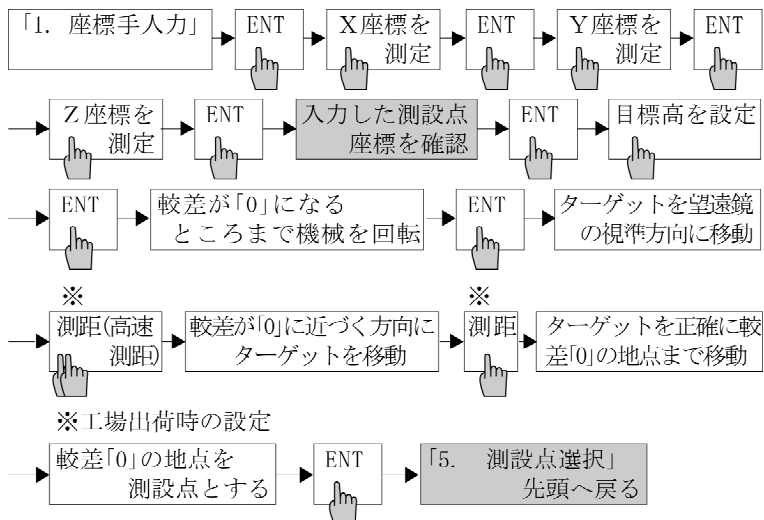 「1. 座標手人力」 ENT X座標を ENT Y座標を ENT
測定 測定
Z座標を ENT 入力した測設点 ENT 目標高を設定
測定 座標を確認
ENT 較差が「0」になる ENT ターゲットを望遠鏡
ところまで機械を回転 の視準方向に移動
※ ※
測距(高速 較差が「0」に近づく方向に 測距 ターゲットを正確に較
測距) ターゲットを移動 差「0」の地点まで移動
※工場出荷時の設定
較差「0」の地点を ENT 「5. 測設点選択」
測設点とする 先頭へ戻る